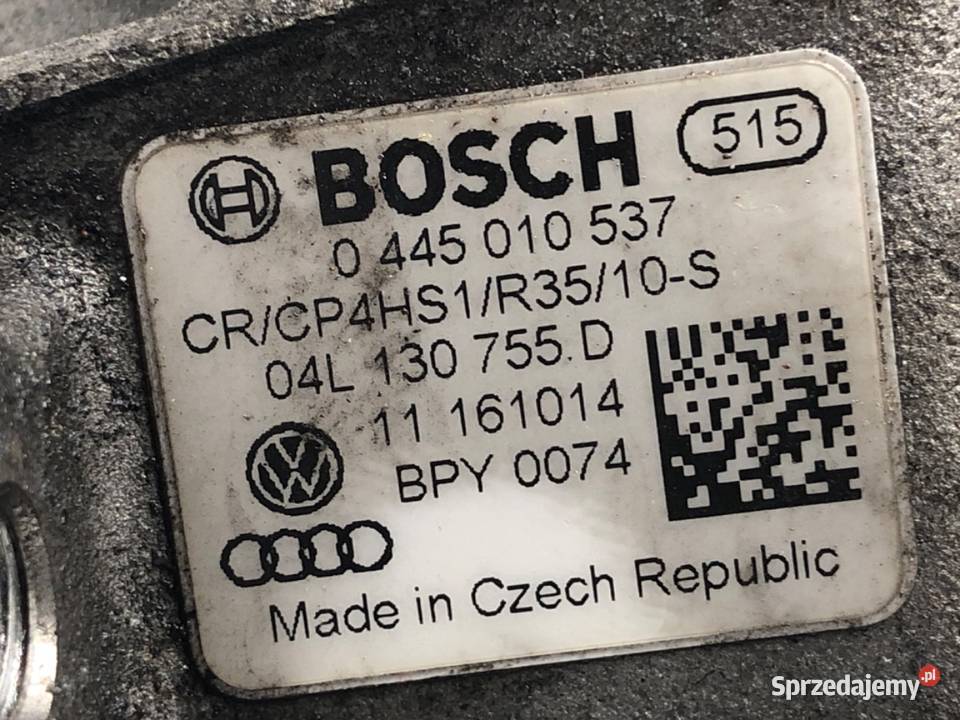 BOSCH 515
0 445 010 537
CR/CP4HS1/R35/10-S
04L 130 755 D
11 161014
BPY 0074
Made in Czech Republic
Sprzedajemy.pl